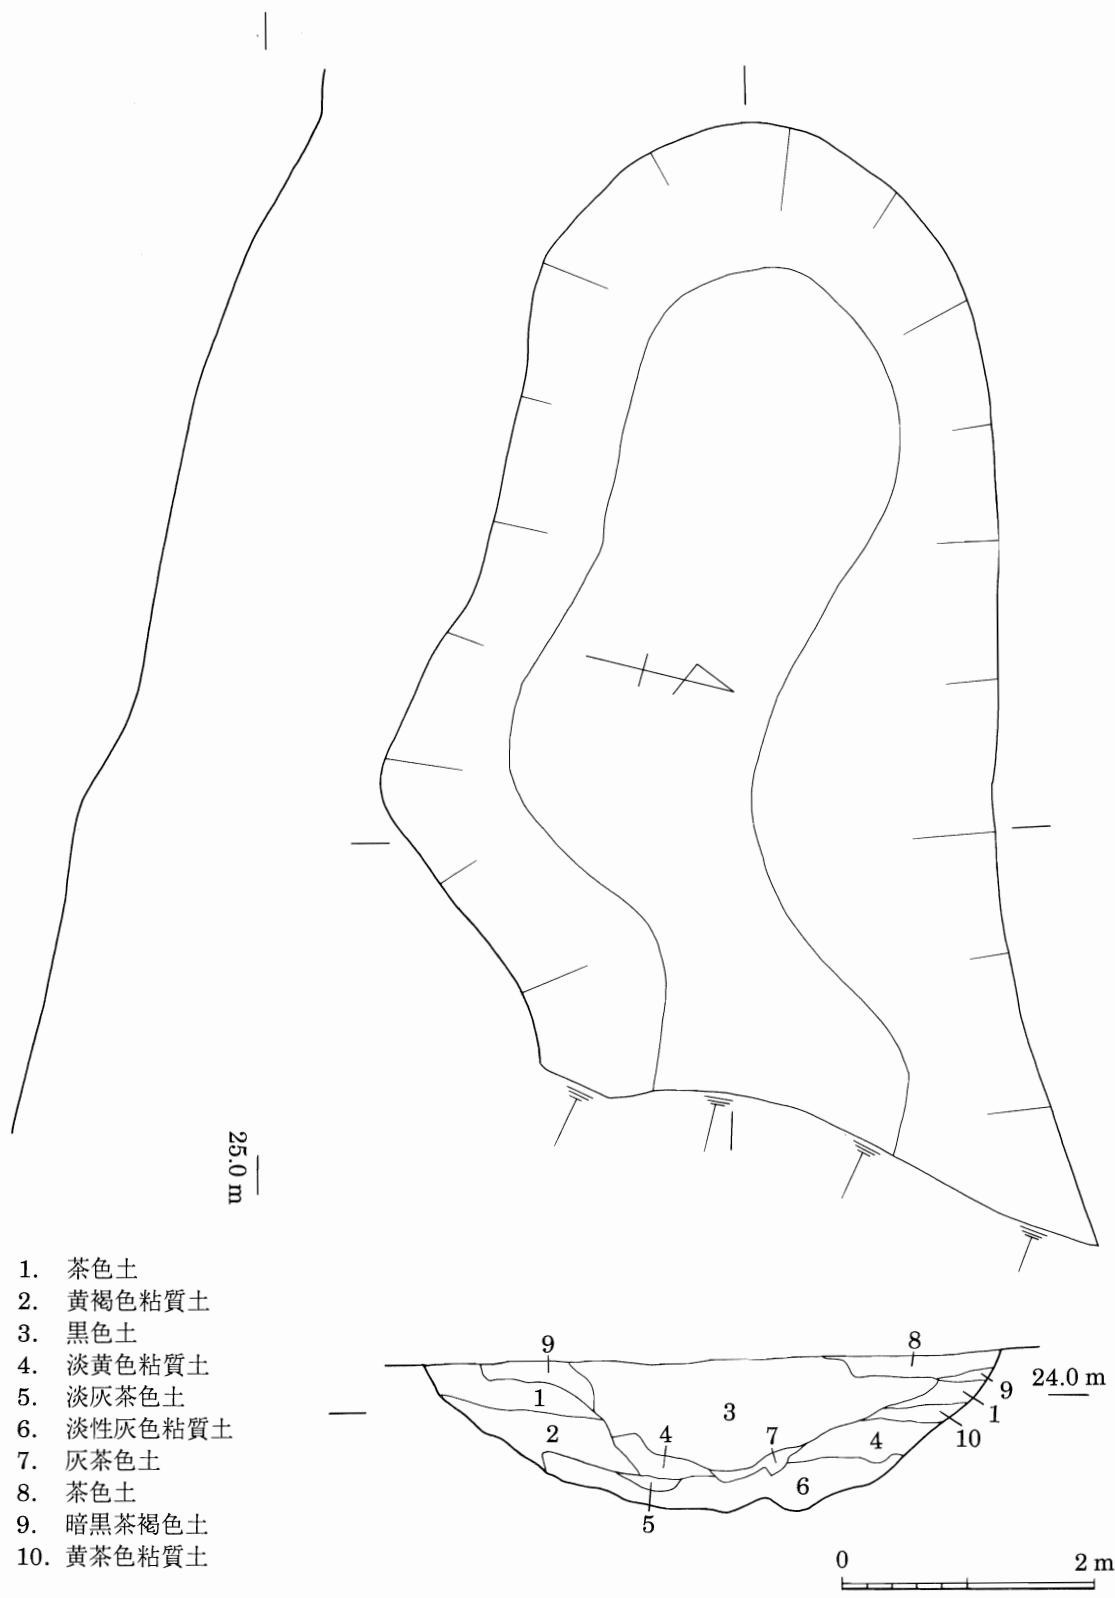 25.0 m
1. 茶色土
2. 黄褐色粘質土
3. 黒色土
4. 淡黄色粘質土
5. 淡灰茶色土
6. 淡性灰色粘質土
7. 灰茶色土
8. 茶色土
9. 暗黒茶褐色土
10. 黄茶色粘質土
9
8
24.0 m
1
3
9
1
2
4
7
4
10
6
5
0
2 m